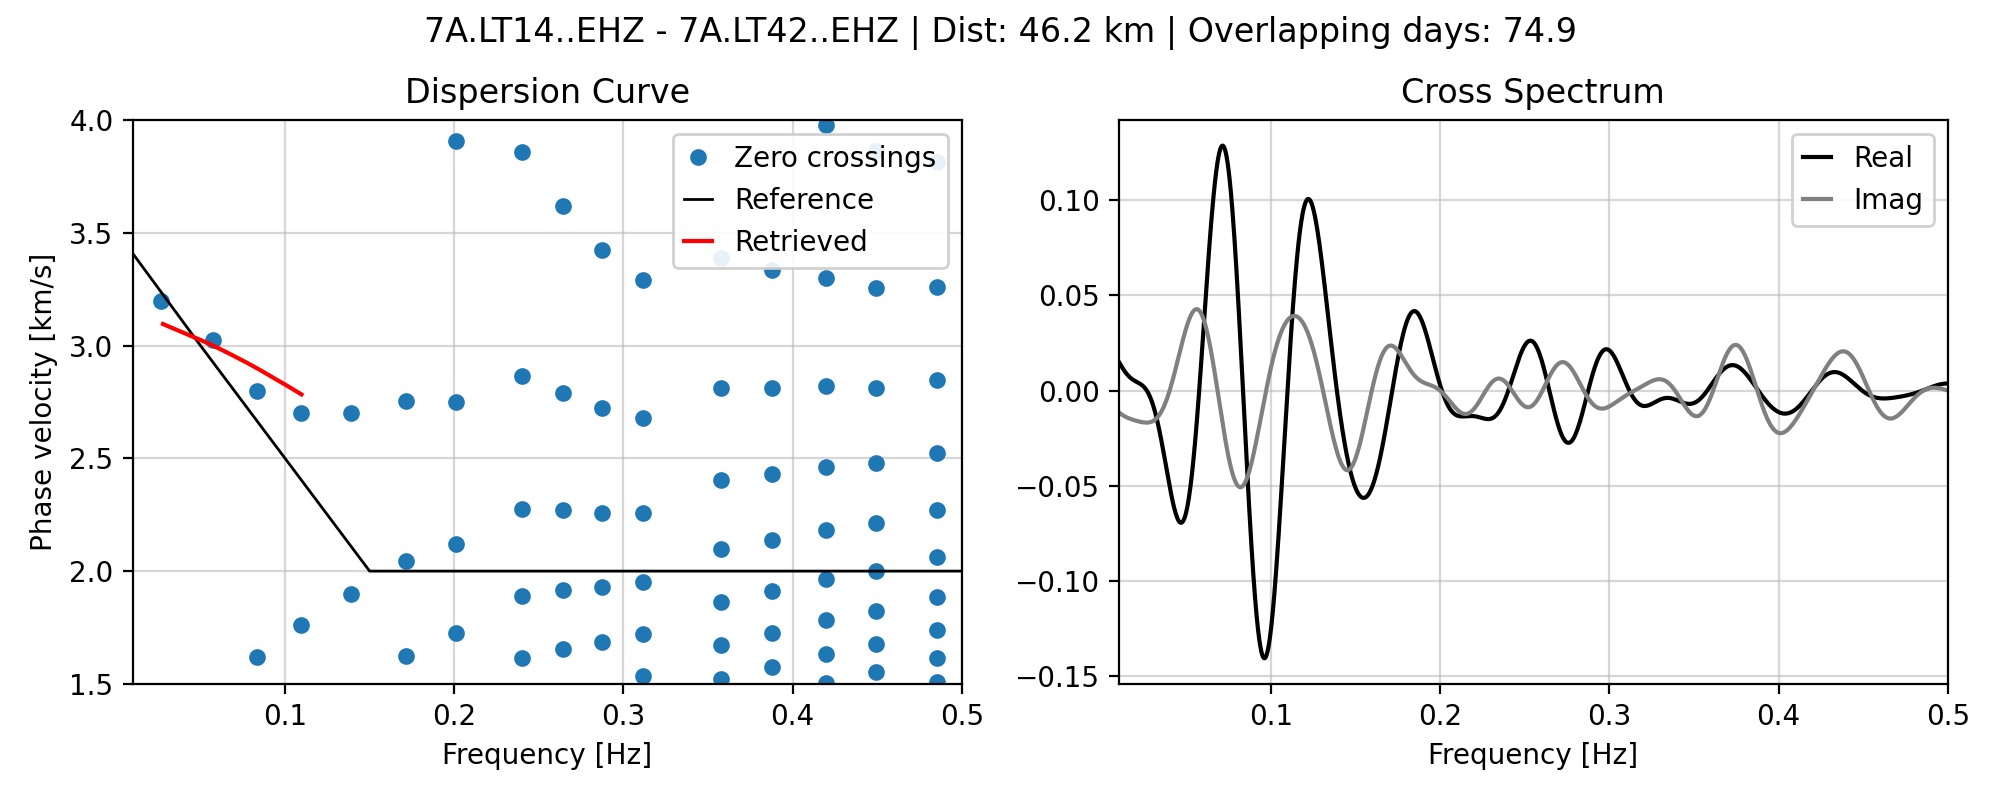 7A.LT14..EHZ - 7A.LT42..EHZ | Dist: 46.2 km | Overlapping days: 74.9
Dispersion Curve
4.0
3.5
3.0
2.5
2.0
1.5
Phase velocity [km/s]
0.1
0.2
0.3
0.4
0.5
Frequency [Hz]
Zero crossings
Reference
Retrieved
Cross Spectrum
0.10
0.05
0.00
−0.05
−0.10
−0.15
0.1
0.2
0.3
0.4
0.5
Frequency [Hz]
Real
Imag